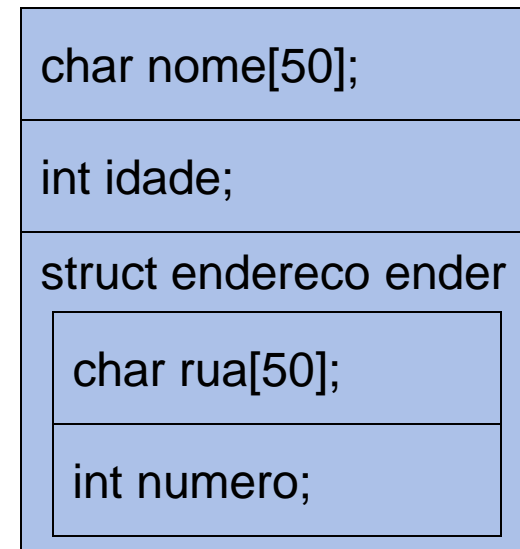 char nome[50];
int idade;
struct endereco ender
char rua[50];
int numero;